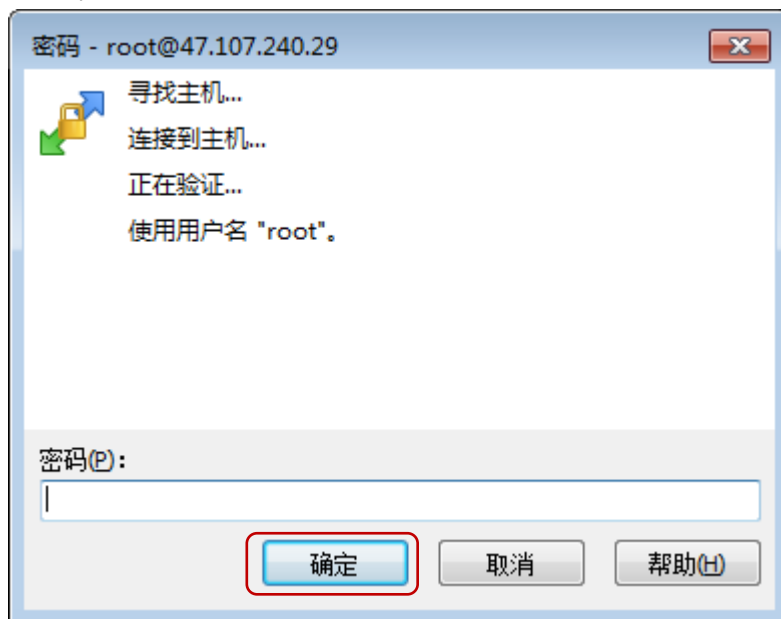 密码 - root@47.107.240.29
寻找主机...
连接到主机...
正在验证...
使用用户名 "root"。
密码(P):
确定
取消
帮助(H)